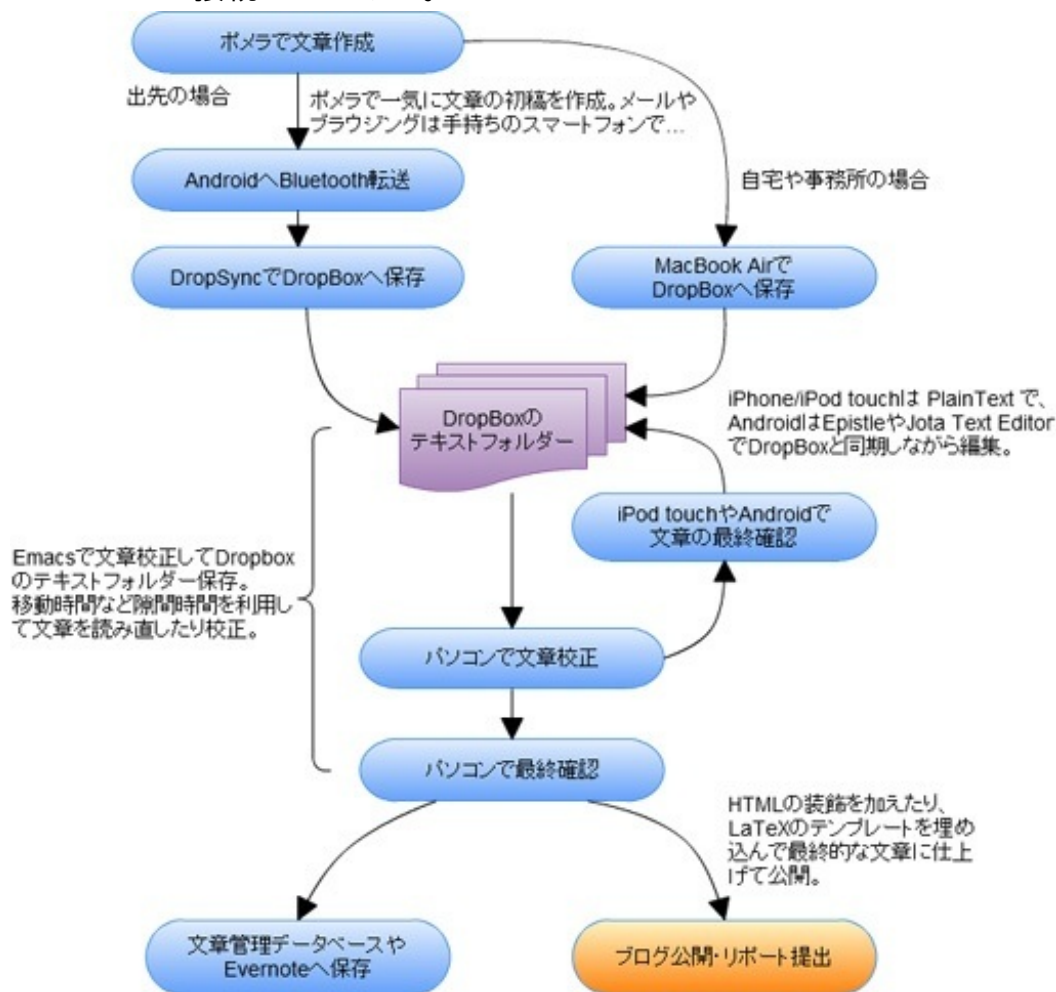 ポメラで文章作成
出先の場合
ポメラで一気に文章の初稿を作成。メールや
ブラウジングは手持ちのスマートフォンで…
AndroidへBluetooth転送
自宅や事務所の場合
DropSyncでDropBoxへ保存
MacBook Airで
DropBoxへ保存
DropBoxの
テキストフォルダー
iPhone/iPod touchは PlainText で、
AndroidはEpistleやJota Text Editor
でDropBoxと同期しながら編集。
iPod touchやAndroidで
文章の最終確認
Emacsで文章校正してDropbox
のテキストフォルダー保存。
移動時間など隙間時間を利用し
て文章を読み直したり校正。
パソコンで文章校正
パソコンで最終確認
HTMLの装飾を加えたり、
LaTeXのテンプレートを埋め
込んで最終的な文章に仕上
げて公開。
文章管理データベースや
Evernoteへ保存
ブログ公開・リポート提出